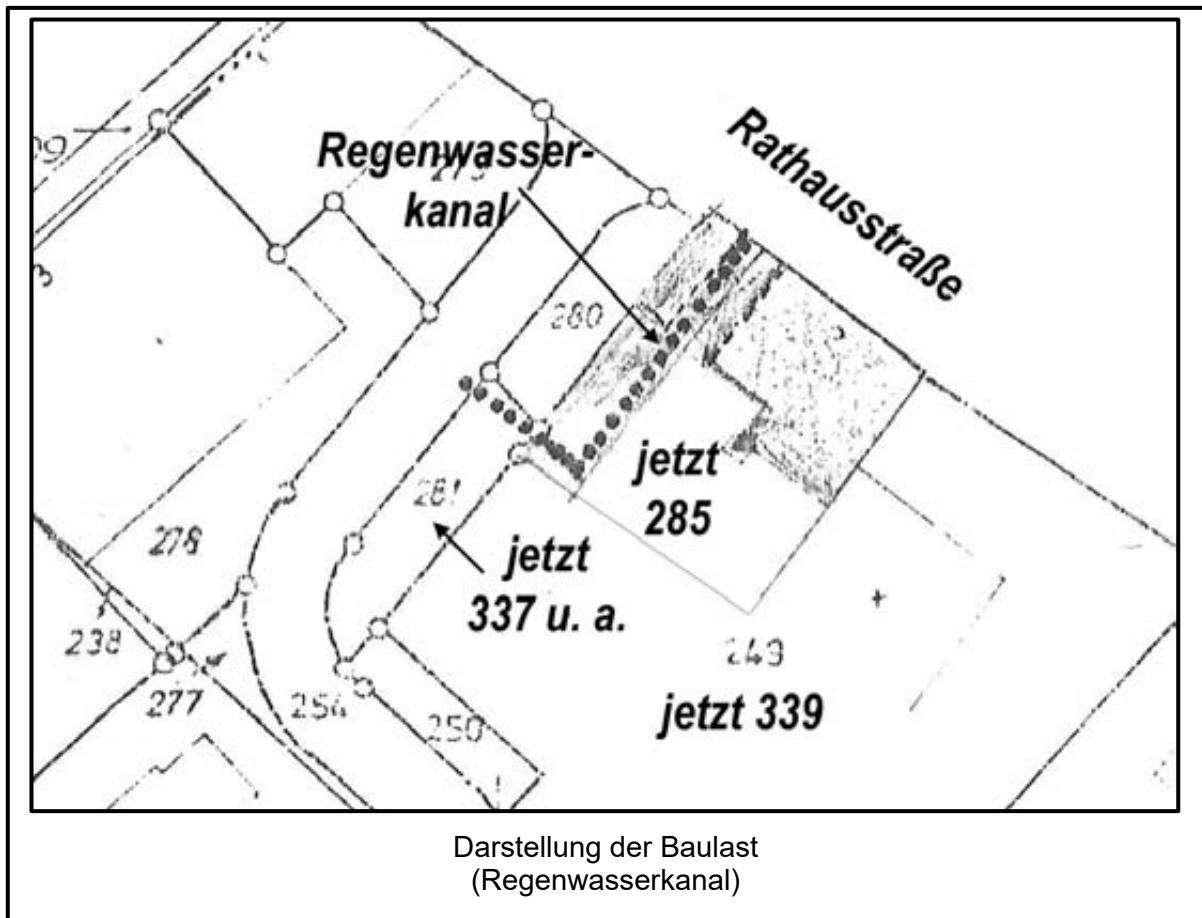 Regenwasser-
kanal
Rathausstraße
280
jetzt
285
281
jetzt
337 u. a.
278
238
277
254
250
249
jetzt 339
Darstellung der Baulast
(Regenwasserkanal)